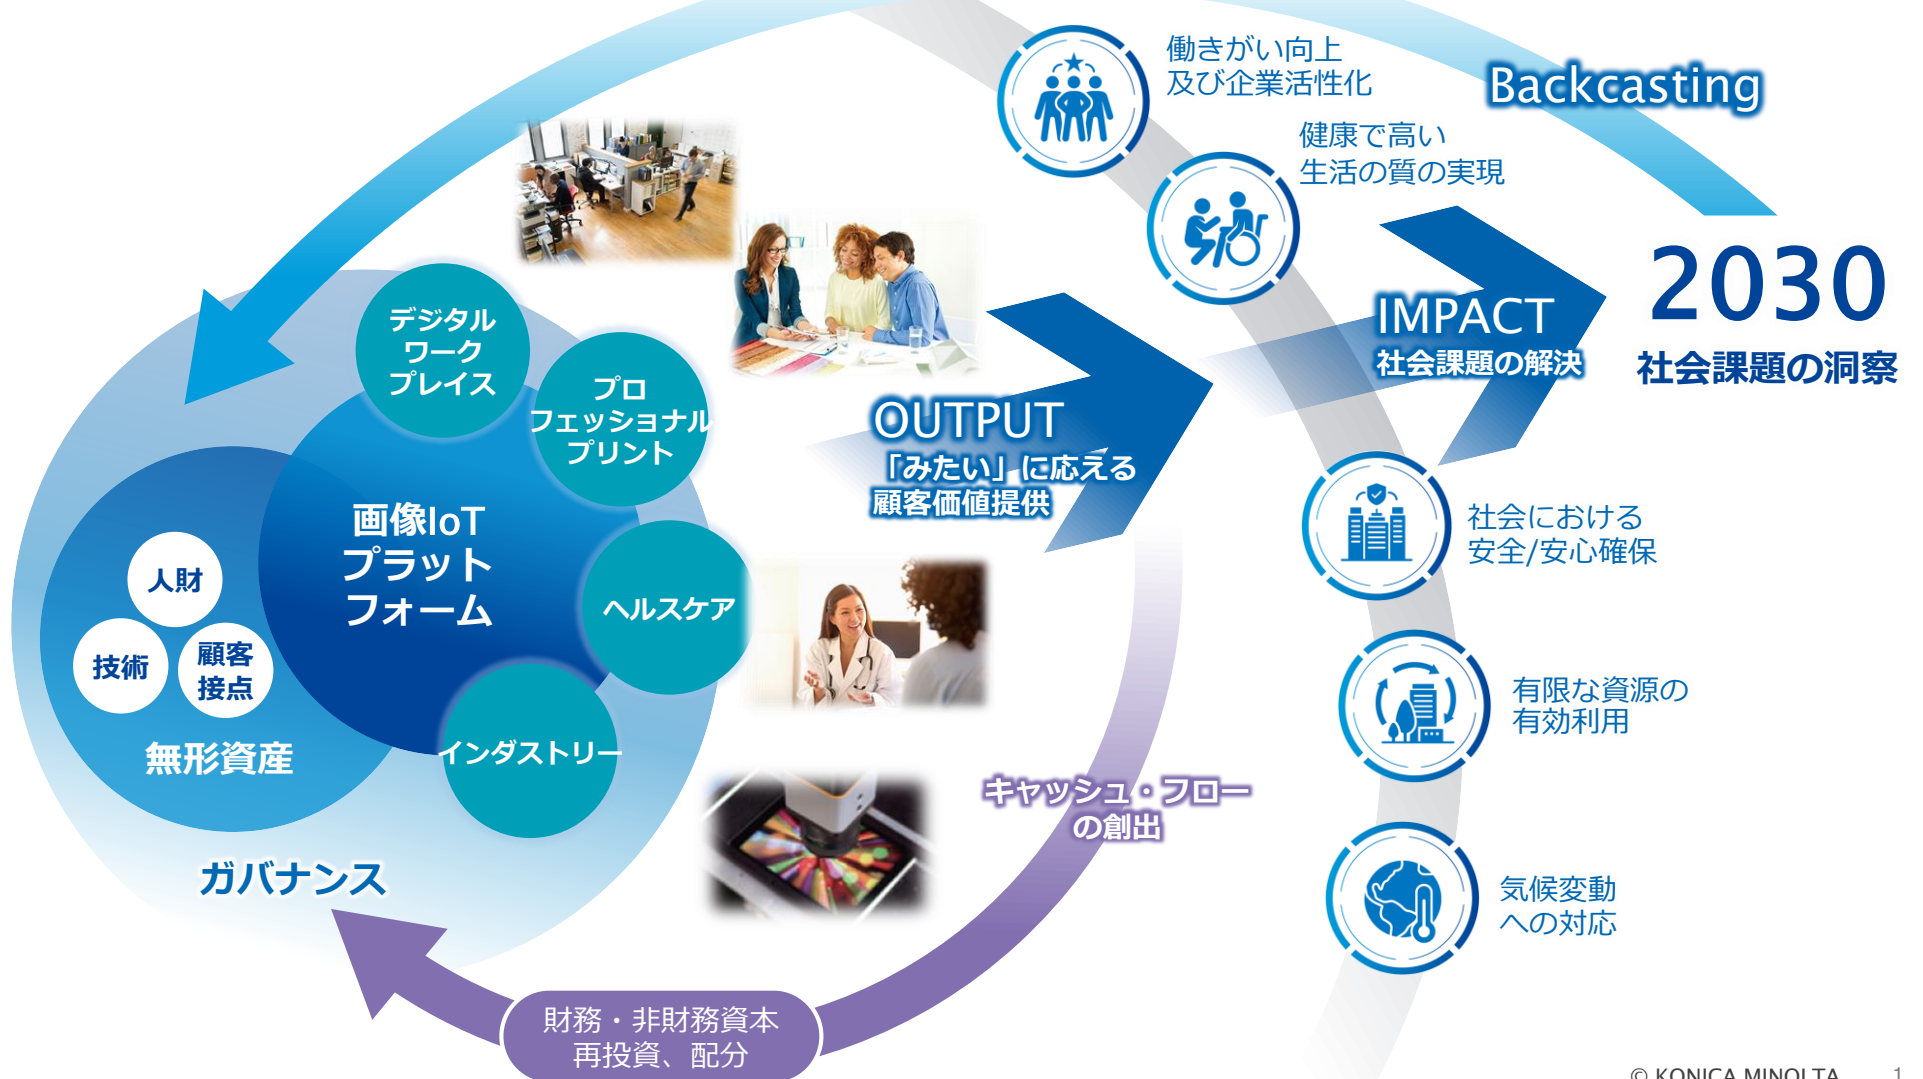 働きがい向上
及び企業活性化
Backcasting
健康で高い
生活の質の実現
2030
社会課題の洞察
IMPACT
社会課題の解決
デジタル
ワーク
プレイス
プロ
フェッショナル
プリント
OUTPUT
「みたい」に応える
顧客価値提供
画像IoT
プラット
フォーム
人財
技術
顧客
接点
無形資産
ヘルスケア
インダストリー
社会における
安全/安心確保
有限な資源の
有効利用
キャッシュ・フロー
の創出
ガバナンス
気候変動
への対応
財務・非財務資本
再投資、配分
© KONICA MINOLTA 1